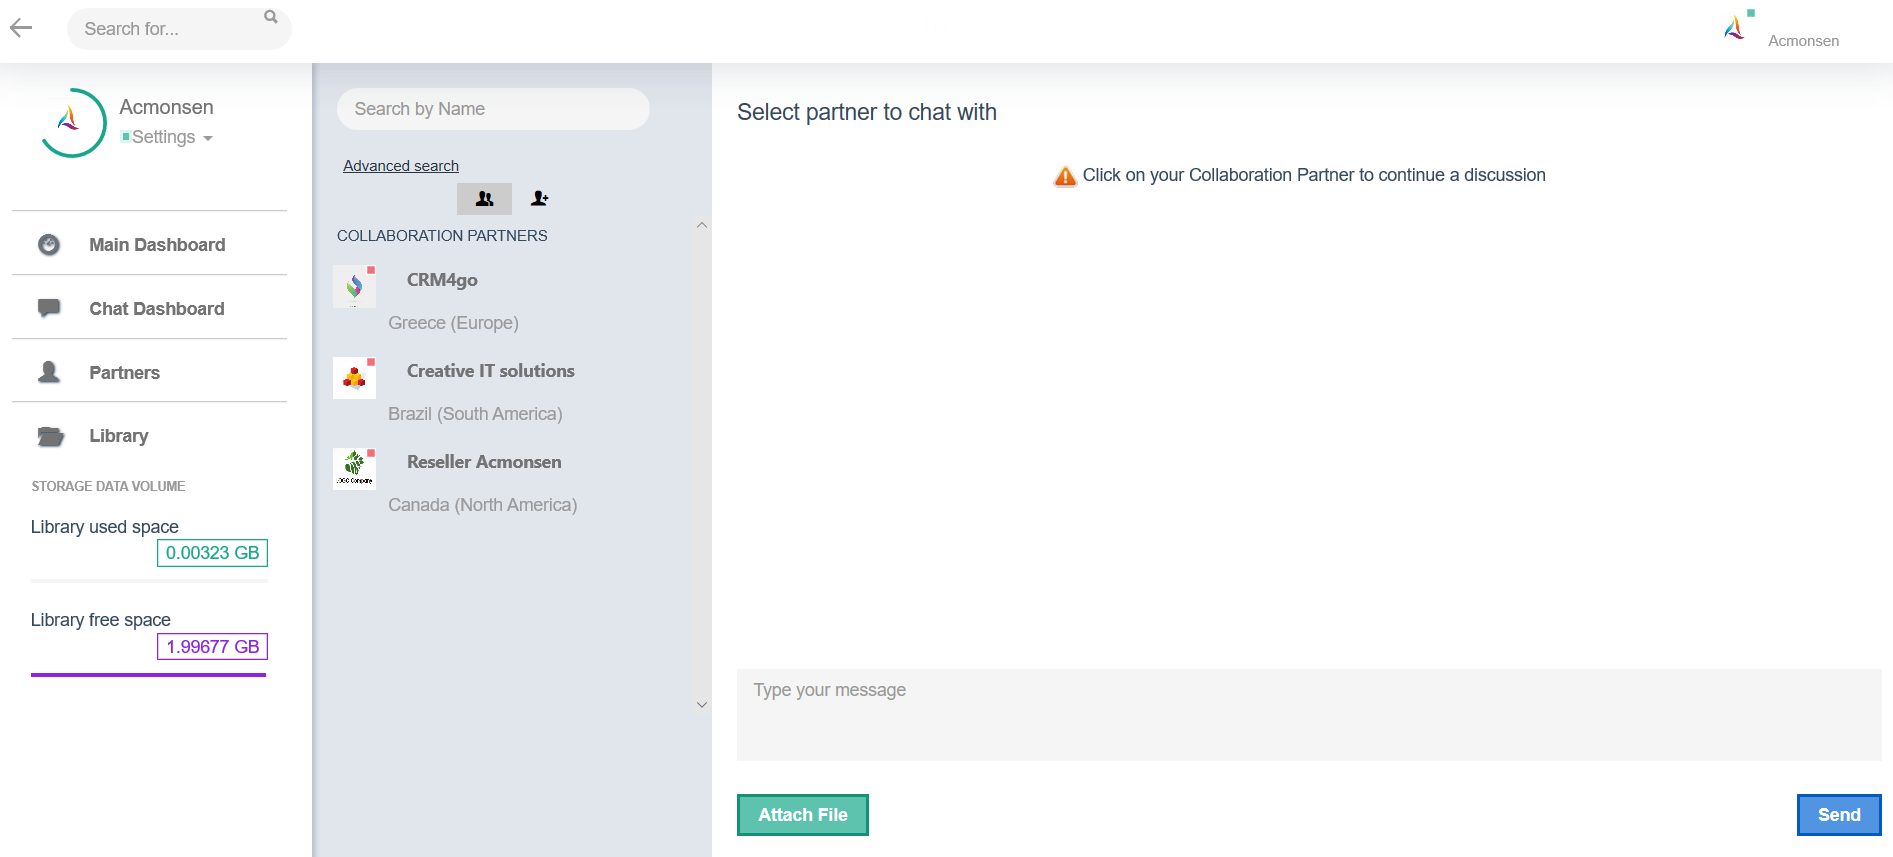 Search for...
Acmonsen
Acmonsen
Settings
Main Dashboard
Chat Dashboard
Partners
Library
STORAGE DATA VOLUME
Library used space
0.00323 GB
Library free space
1.99677 GB
Search by Name
Advanced search
COLLABORATION PARTNERS
CRM4go
Greece (Europe)
Creative IT solutions
Brazil (South America)
LOGO Company
Reseller Acmonsen
Canada (North America)
Select partner to chat with
Click on your Collaboration Partner to continue a discussion
Type your message
Attach File
Send